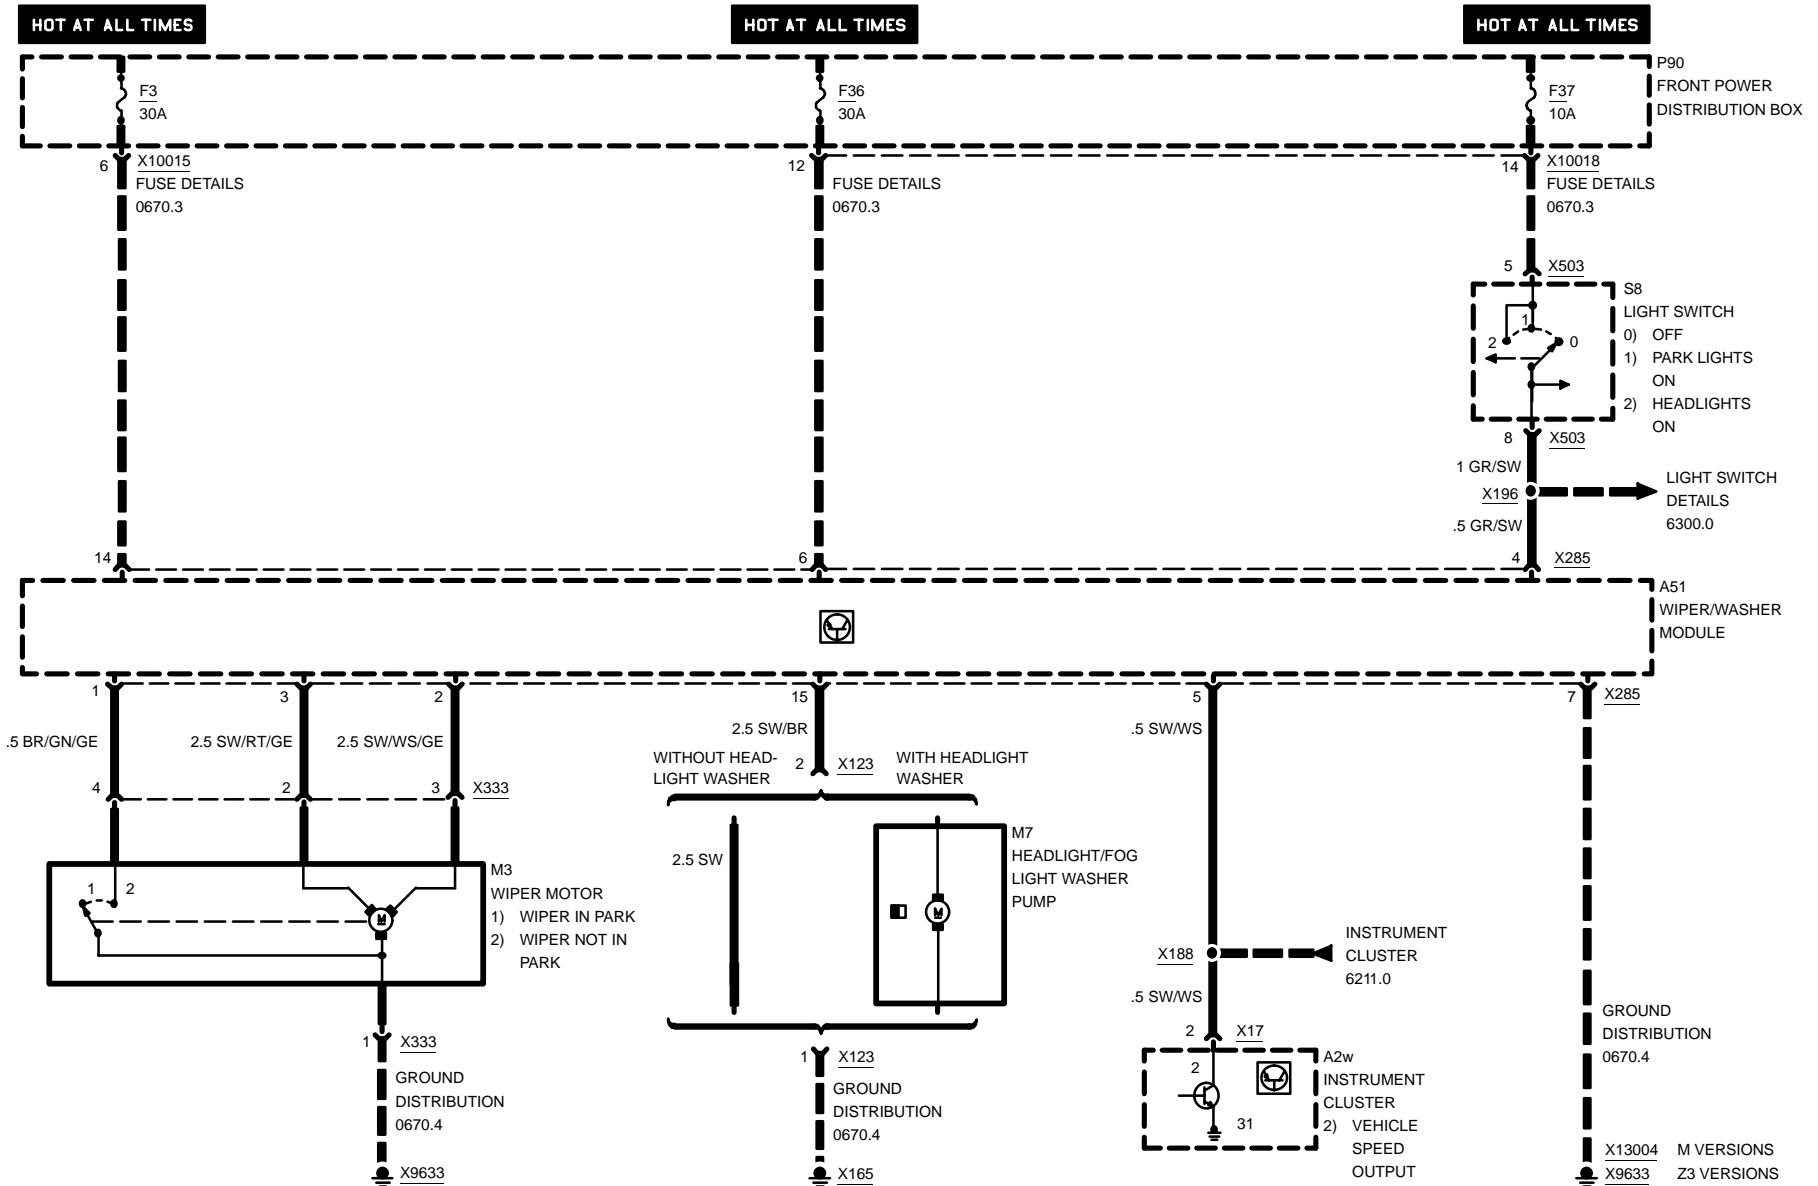 HOT AT ALL TIMES
HOT AT ALL TIMES
HOT AT ALL TIMES
P90
FRONT POWER
DISTRIBUTION BOX
F3
30A
F36
30A
F37
10A
6
X10015
FUSE DETAILS
0670.3
12
FUSE DETAILS
0670.3
14
X10018
FUSE DETAILS
0670.3
5
X503
S8
LIGHT SWITCH
0) OFF
1) PARK LIGHTS
ON
2) HEADLIGHTS
ON
1
2
0
8
X503
1 GR/SW
X196
LIGHT SWITCH
DETAILS
6300.0
.5 GR/SW
14
6
4
X285
A51
WIPER/WASHER
MODULE
1
3
2
15
5
7
X285
.5 BR/GN/GE
2.5 SW/RT/GE
2.5 SW/WS/GE
2.5 SW/BR
.5 SW/WS
4
2
3
X333
WITHOUT HEAD-
LIGHT WASHER
2
X123
WITH HEADLIGHT
WASHER
2.5 SW
M
M7
HEADLIGHT/FOG
LIGHT WASHER
PUMP
1
2
M
M3
WIPER MOTOR
1) WIPER IN PARK
2) WIPER NOT IN
PARK
X188
INSTRUMENT
CLUSTER
6211.0
.5 SW/WS
2
X17
1
X333
GROUND
DISTRIBUTION
0670.4
X9633
1
X123
GROUND
DISTRIBUTION
0670.4
X165
2
31
A2w
INSTRUMENT
CLUSTER
2) VEHICLE
SPEED
OUTPUT
GROUND
DISTRIBUTION
0670.4
X13004 M VERSIONS
X9633 Z3 VERSIONS